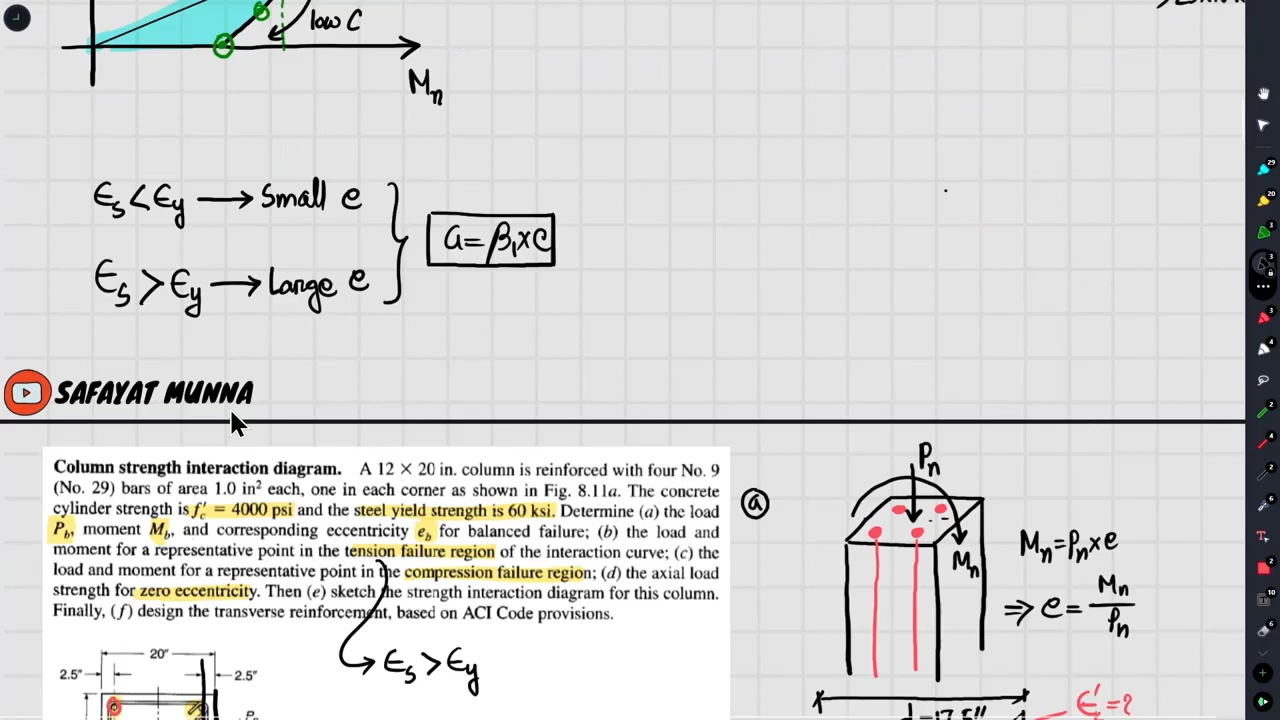 low C
Mn
ϵs < ϵy → Small e
ϵs > ϵy → Large e
a = β1 x c
SAFAYAT MUNNA
Column strength interaction diagram. A 12 × 20 in. column is reinforced with four No. 9
(No. 29) bars of area 1.0 in² each, one in each corner as shown in Fig. 8.11a. The concrete
cylinder strength is f′c = 4000 psi and the steel yield strength is 60 ksi. Determine (a) the load
Pb, moment Mb, and corresponding eccentricity eb for balanced failure; (b) the load and
moment for a representative point in the tension failure region of the interaction curve; (c) the
load and moment for a representative point in the compression failure region; (d) the axial load
strength for zero eccentricity. Then (e) sketch the strength interaction diagram for this column.
Finally, (f) design the transverse reinforcement, based on ACI Code provisions.
→ ϵs > ϵy
20"
2.5"
2.5"
ⓐ
Pn
Mn
Mn = Pn x e
⇒ e = Mn / Pn
d = 17.5"
ϵ's = ?